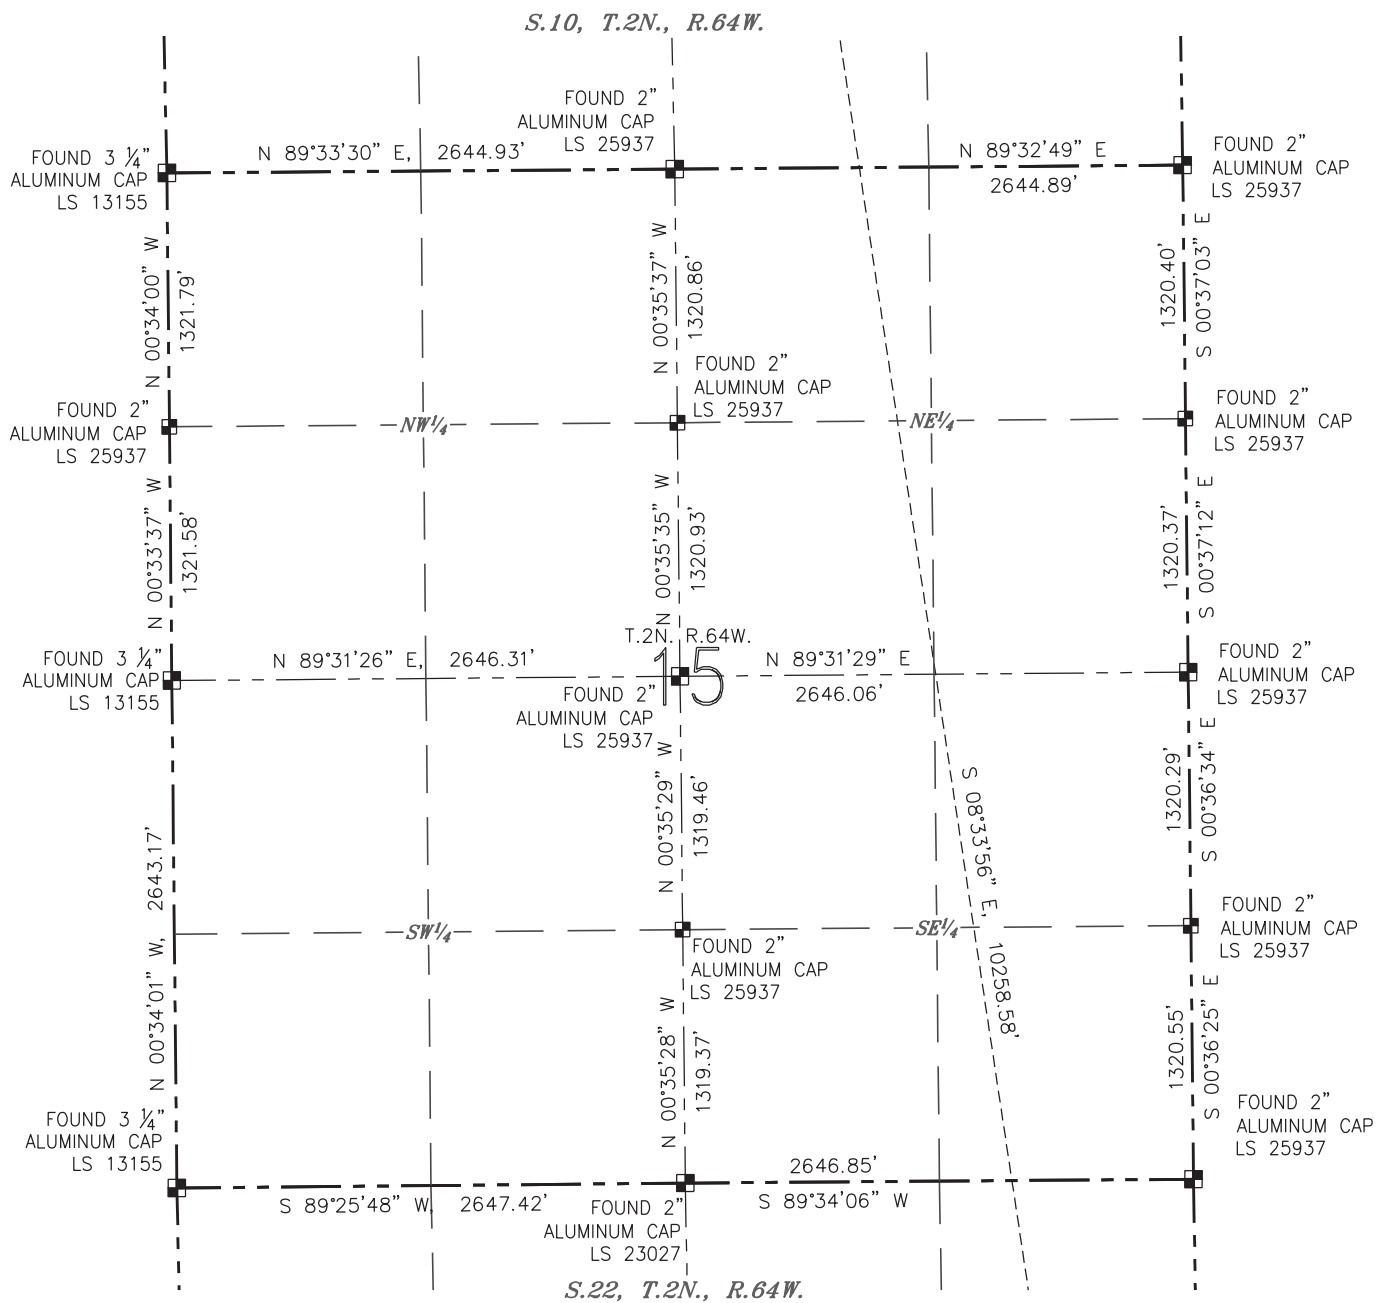 S.10, T.2N., R.64W.
FOUND 2"
ALUMINUM CAP
LS 25937
FOUND 3 ¼"
ALUMINUM CAP
LS 13155
N 89°33'30" E, 2644.93'
N 89°32'49" E
2644.89'
FOUND 2"
ALUMINUM CAP
LS 25937
N 00°34'00" W
1321.79'
N 00°35'37" W
1320.86'
1320.40'
S 00°37'03" E
FOUND 2"
ALUMINUM CAP
LS 25937
FOUND 2"
ALUMINUM CAP
LS 25937
NW¼
NE¼
FOUND 2"
ALUMINUM CAP
LS 25937
N 00°33'37" W
1321.58'
N 00°35'35" W
1320.93'
1320.37'
S 00°37'12" E
T.2N. R.64W.
15
FOUND 3 ¼"
ALUMINUM CAP
LS 13155
N 89°31'26" E, 2646.31'
FOUND 2"
ALUMINUM CAP
LS 25937
N 89°31'29" E
2646.06'
FOUND 2"
ALUMINUM CAP
LS 25937
N 00°34'01" W, 2643.17'
N 00°35'29" W
1319.46'
S 08°33'56" E, 10258.58'
1320.29'
S 00°36'34" E
SW¼
SE¼
FOUND 2"
ALUMINUM CAP
LS 25937
FOUND 2"
ALUMINUM CAP
LS 25937
N 00°35'28" W
1319.37'
1320.55'
S 00°36'25" E
FOUND 3 ¼"
ALUMINUM CAP
LS 13155
FOUND 2"
ALUMINUM CAP
LS 25937
S 89°25'48" W, 2647.42'
FOUND 2"
ALUMINUM CAP
LS 23027
2646.85'
S 89°34'06" W
S.22, T.2N., R.64W.